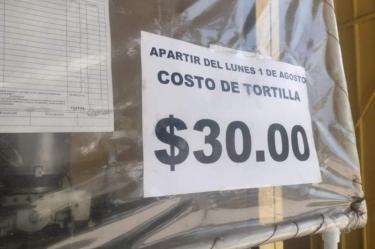 APARTIR DEL LUNES 1 DE AGOSTO
COSTO DE TORTILLA
$30.00